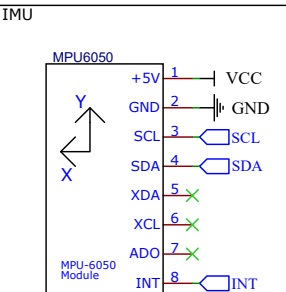 IMU
MPU6050
+5V 1 VCC
GND 2 GND
Y
SCL 3 SCL
SDA 4 SDA
X
XDA 5
XCL 6
ADO 7
MPU-6050
Module
INT 8 INT